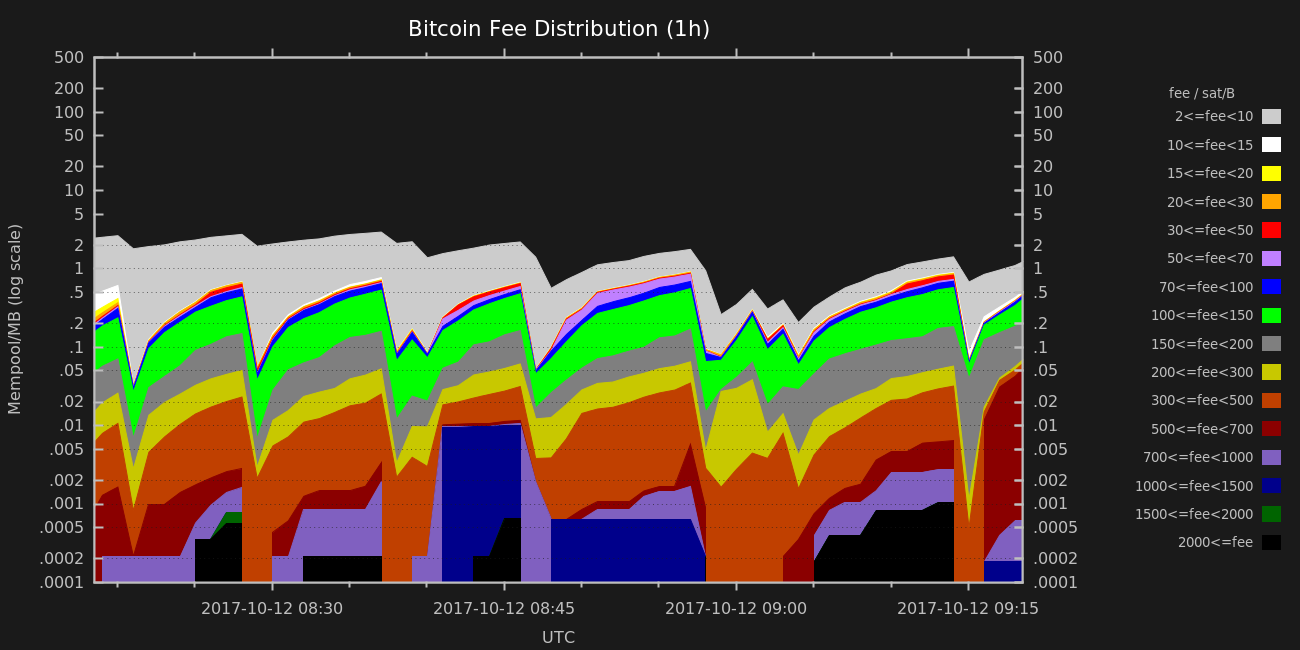 Bitcoin Fee Distribution (1h)
Mempool/MB (log scale)
500
200
100
50
20
10
5
2
1
.5
.2
.1
.05
.02
.01
.005
.002
.001
.0005
.0002
.0001
500
200
100
50
20
10
5
2
1
.5
.2
.1
.05
.02
.01
.005
.002
.001
.0005
.0002
.0001
2017-10-12 08:30
2017-10-12 08:45
2017-10-12 09:00
2017-10-12 09:15
UTC
fee / sat/B
2<=fee<10
10<=fee<15
15<=fee<20
20<=fee<30
30<=fee<50
50<=fee<70
70<=fee<100
100<=fee<150
150<=fee<200
200<=fee<300
300<=fee<500
500<=fee<700
700<=fee<1000
1000<=fee<1500
1500<=fee<2000
2000<=fee